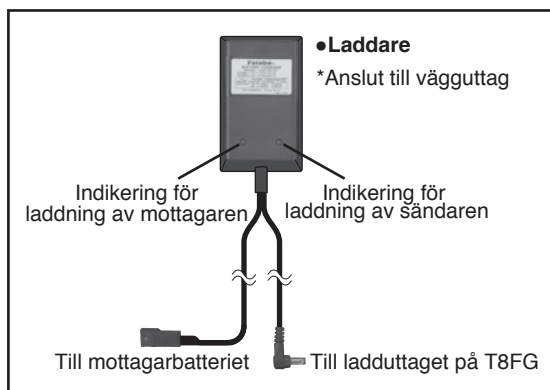 ●Laddare
*Anslut till vägguttag
Futaba
Indikering för
laddning av mottagaren
Indikering för
laddning av sändaren
Till mottagarbatteriet
Till ladduttaget på T8FG